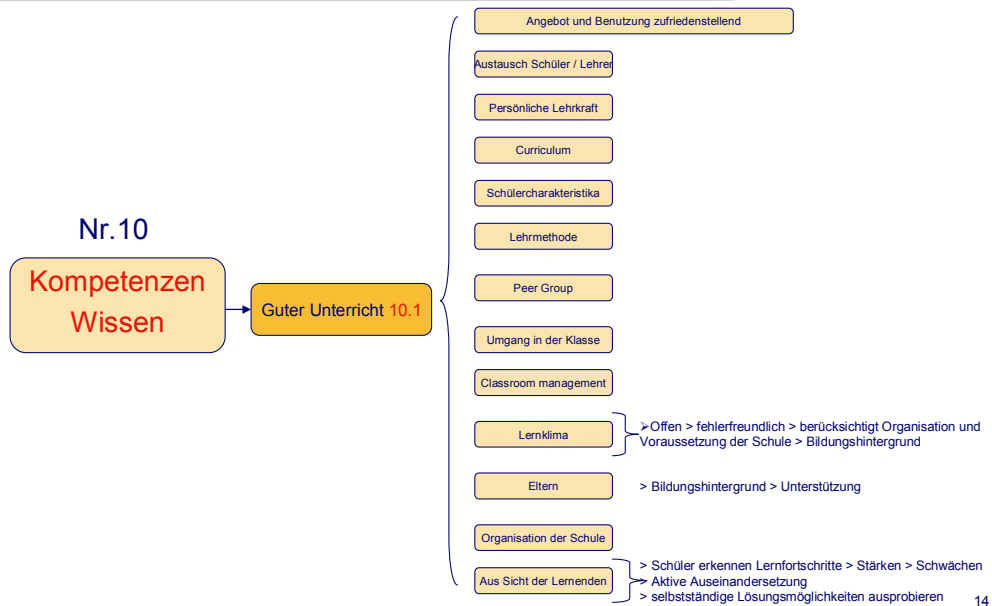 Angebot und Benutzung zufriedenstellend
Austausch Schüler / Lehrer
Persönliche Lehrkraft
Curriculum
Schülercharakteristika
Lehrmethode
Nr.10
Kompetenzen
Wissen
Guter Unterricht 10.1
Peer Group
Umgang in der Klasse
Classroom management
Lernklima
➢Offen > fehlerfreundlich > berücksichtigt Organisation und
Voraussetzung der Schule > Bildungshintergrund
Eltern
> Bildungshintergrund > Unterstützung
Organisation der Schule
Aus Sicht der Lernenden
> Schüler erkennen Lernfortschritte > Stärken > Schwächen
> Aktive Auseinandersetzung
> selbstständige Lösungsmöglichkeiten ausprobieren
14